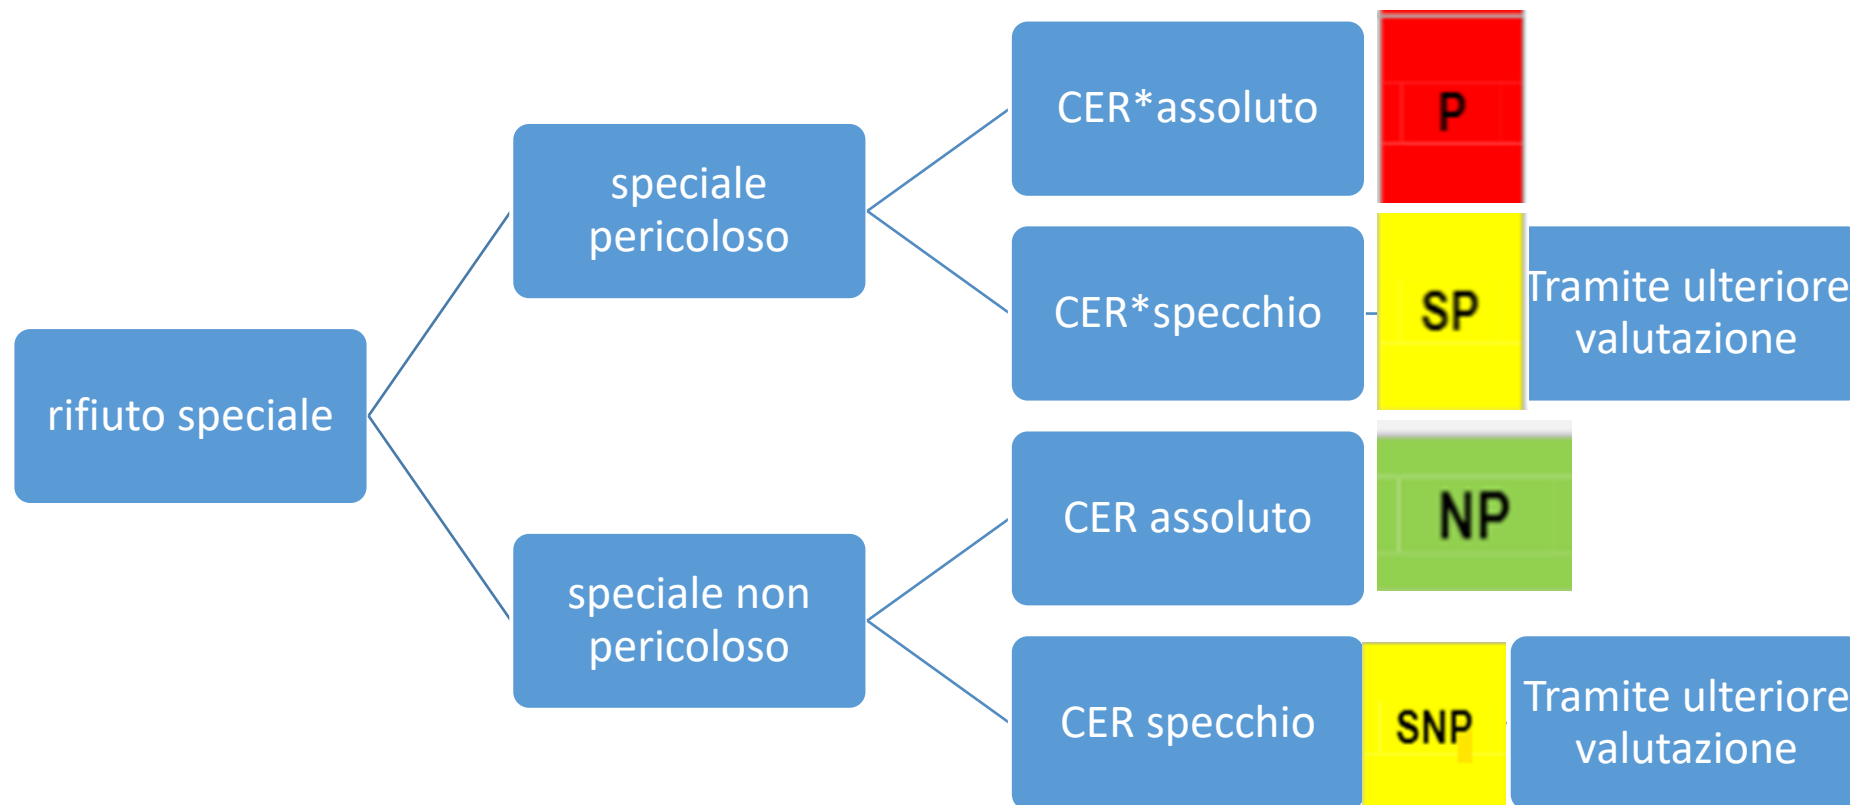 rifiuto speciale
speciale
pericoloso
CER*assoluto
P
CER*specchio
SP
Tramite ulteriore
valutazione
speciale non
pericoloso
CER assoluto
NP
CER specchio
SNP
Tramite ulteriore
valutazione